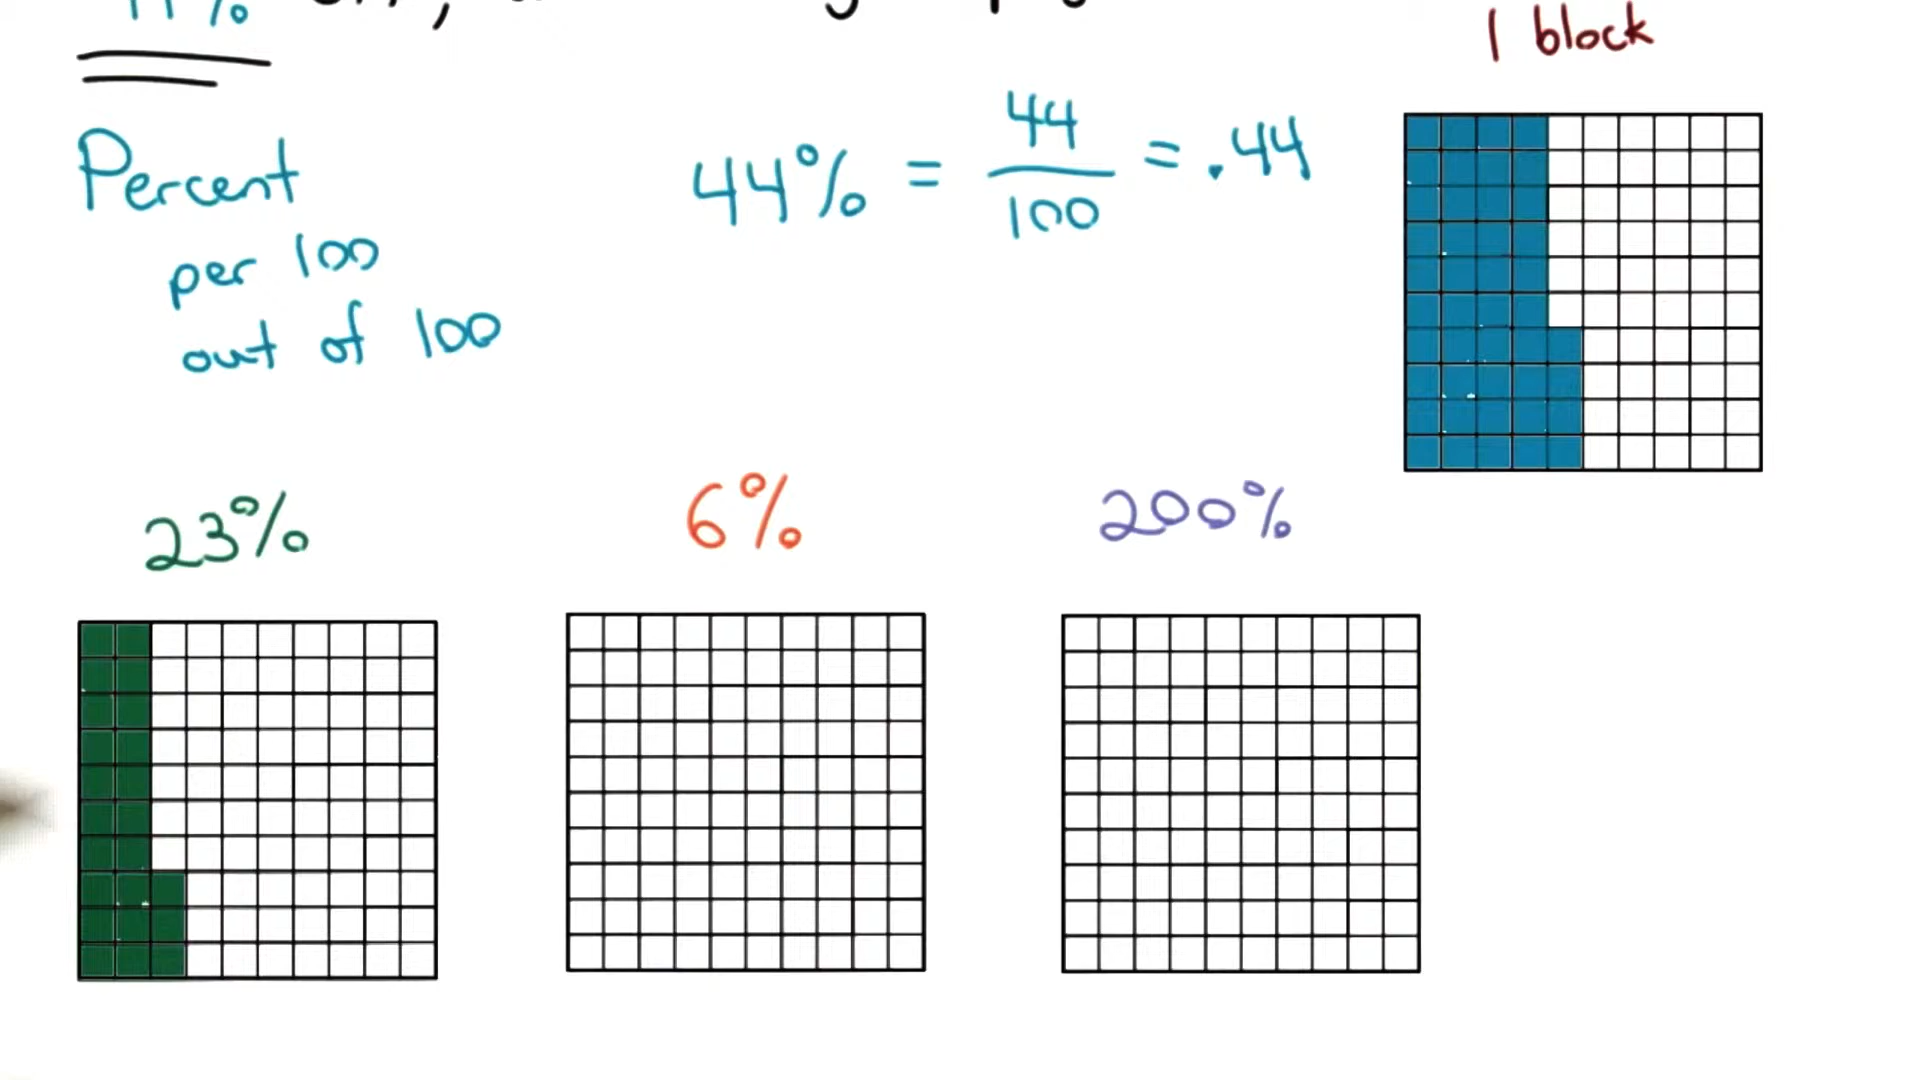 1 block
Percent
44% = 44/100 = .44
per 100
out of 100
23%
6%
200%